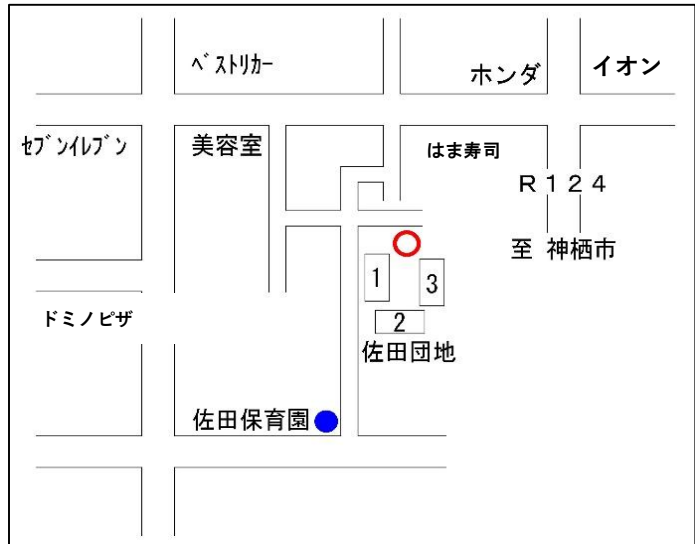 ﾍﾞｽﾄﾘｶｰ
ホンダ
イオン
ｾﾌﾞﾝｲﾚﾌﾞﾝ
美容室
はま寿司
Ｒ１２４
至 神栖市
1
3
ドミノピザ
2
佐田団地
佐田保育園